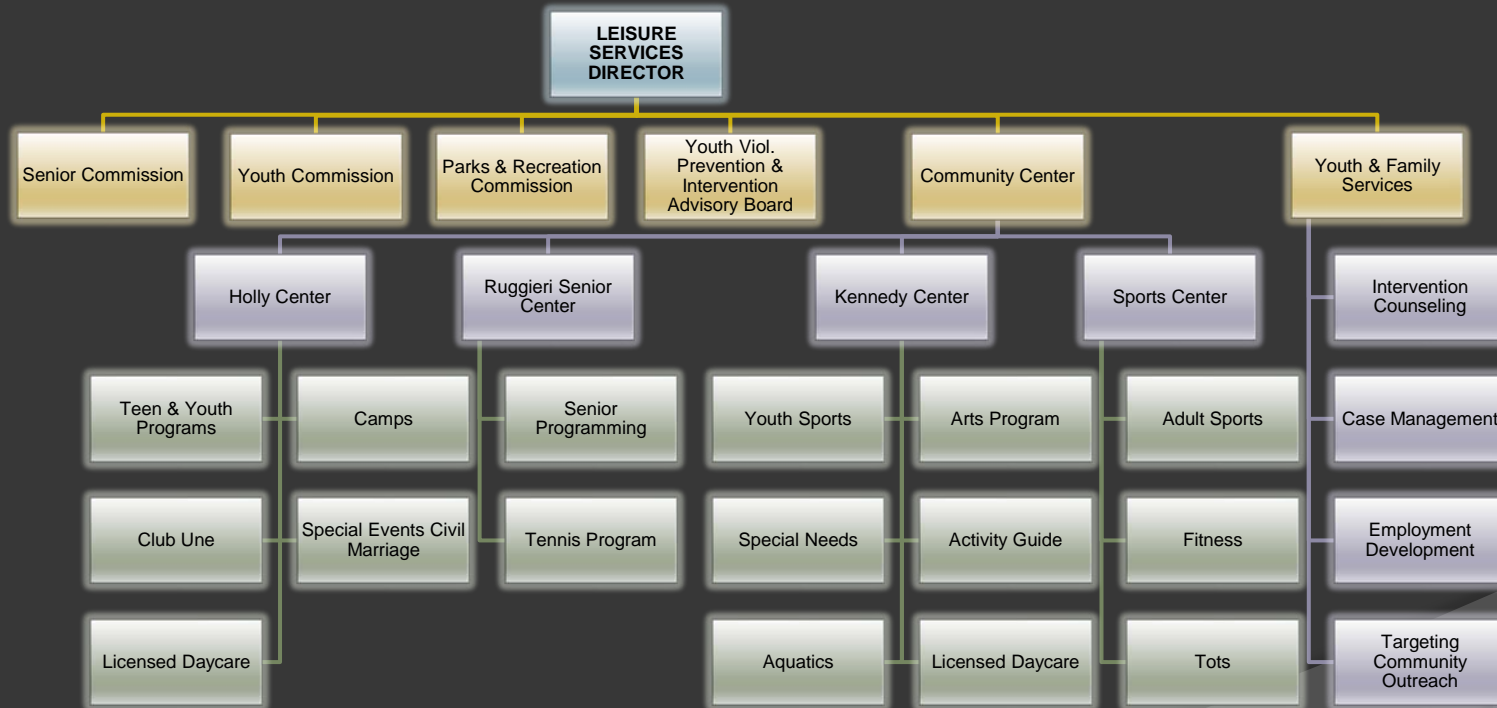 LEISURE
SERVICES
DIRECTOR
Senior Commission
Youth Commission
Parks & Recreation
Commission
Youth Viol.
Prevention &
Intervention
Advisory Board
Community Center
Youth & Family
Services
Holly Center
Ruggieri Senior
Center
Kennedy Center
Sports Center
Intervention
Counseling
Teen & Youth
Programs
Camps
Senior
Programming
Youth Sports
Arts Program
Adult Sports
Case Management
Club Une
Special Events Civil
Marriage
Tennis Program
Special Needs
Activity Guide
Fitness
Employment
Development
Licensed Daycare
Aquatics
Licensed Daycare
Tots
Targeting
Community
Outreach